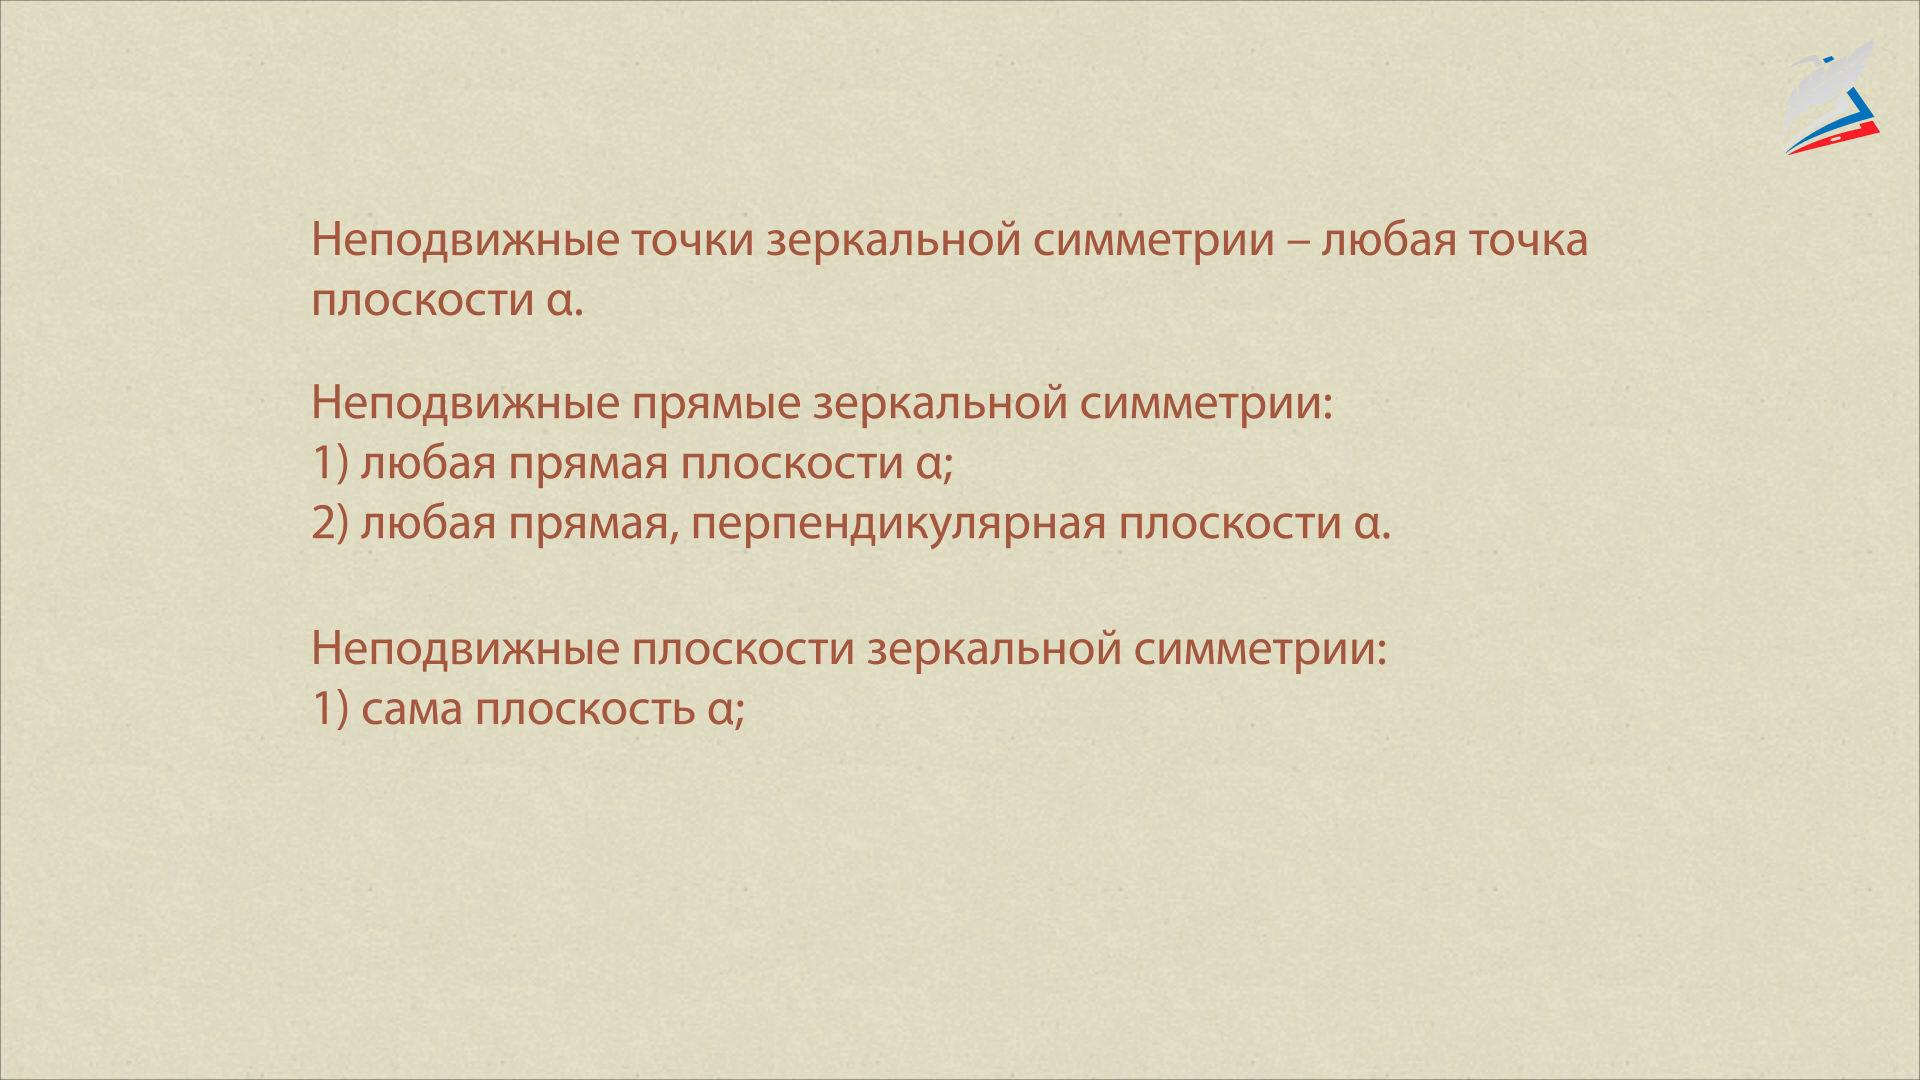 Неподвижные точки зеркальной симметрии – любая точка
плоскости α.
Неподвижные прямые зеркальной симметрии:
1) любая прямая плоскости α;
2) любая прямая, перпендикулярная плоскости α.
Неподвижные плоскости зеркальной симметрии:
1) сама плоскость α;